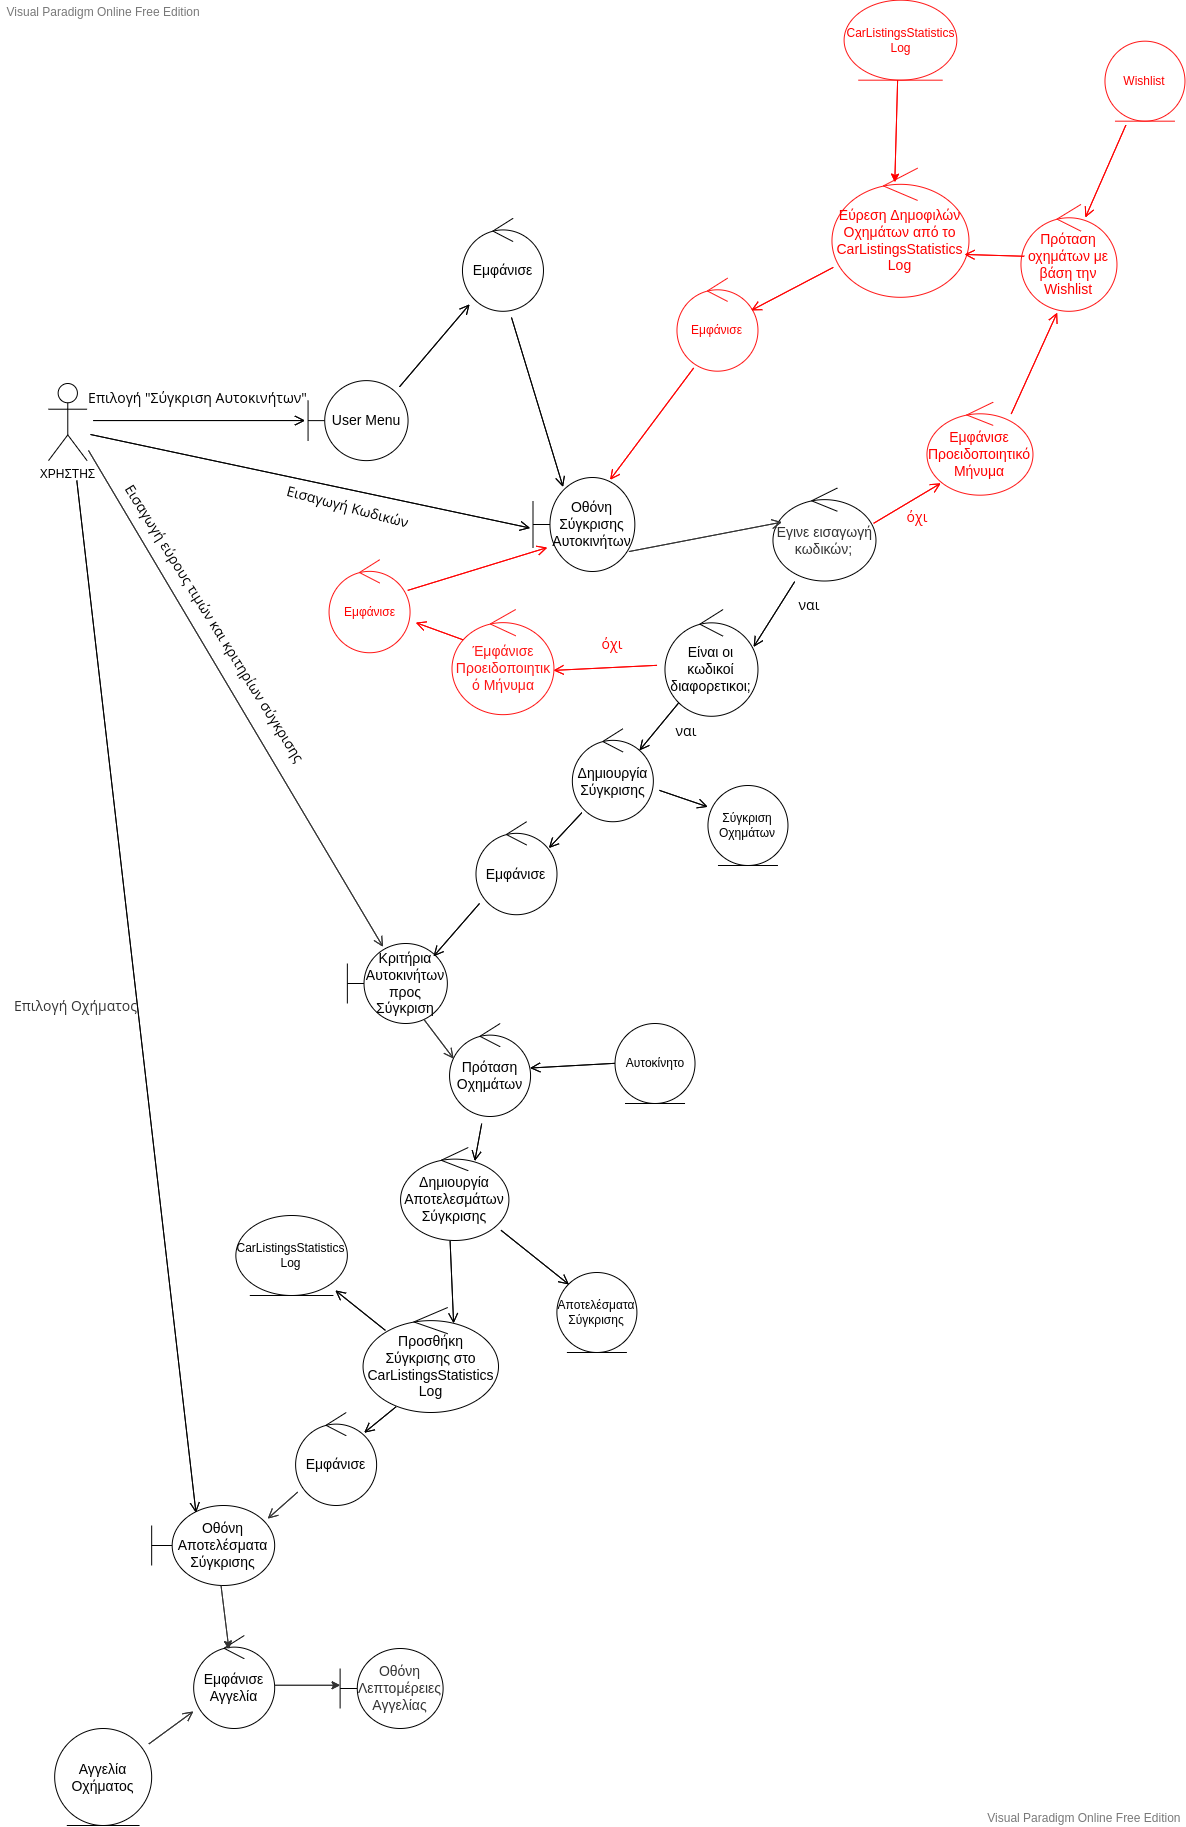 Visual Paradigm Online Free Edition
CarListingsStatistics
Log
Wishlist
Εύρεση Δημοφιλών
Οχημάτων από το
CarListingsStatistics
Log
Πρόταση
οχημάτων με
βάση την
Wishlist
Εμφάνισε
Εμφάνισε
Επιλογή "Σύγκριση Αυτοκινήτων"
User Menu
ΧΡΗΣΤΗΣ
Εμφάνισε
Προειδοποιητικό
Μήνυμα
Εισαγωγή Κωδικών
Οθόνη
Σύγκρισης
Αυτοκινήτων
όχι
Εγινε εισαγωγή
κωδικών;
Εισαγωγή εύρους τιμών και κριτηρίων σύγκρισης
Εμφάνισε
ναι
όχι
Έμφάνισε
Προειδοποιητικ
ό Μήνυμα
Είναι οι
κωδικοί
διαφορετικοι;
ναι
Δημιουργία
Σύγκρισης
Σύγκριση
Οχημάτων
Εμφάνισε
Κριτήρια
Αυτοκινήτων
προς
Σύγκριση
Επιλογή Οχήματος
Πρόταση
Οχημάτων
Αυτοκίνητο
Δημιουργία
Αποτελεσμάτων
Σύγκρισης
CarListingsStatistics
Log
Αποτελέσματα
Σύγκρισης
Προσθήκη
Σύγκρισης στο
CarListingsStatistics
Log
Εμφάνισε
Οθόνη
Αποτελέσματα
Σύγκρισης
Εμφάνισε
Αγγελία
Οθόνη
Λεπτομέρειες
Αγγελίας
Αγγελία
Οχήματος
Visual Paradigm Online Free Edition